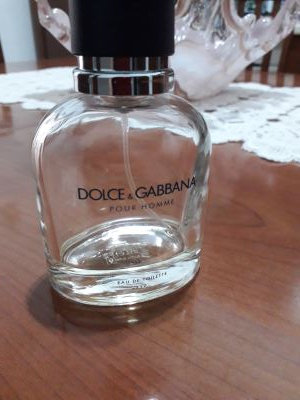 DOLCE & GABBANA
POUR HOMME
EAU DE TOILETTE